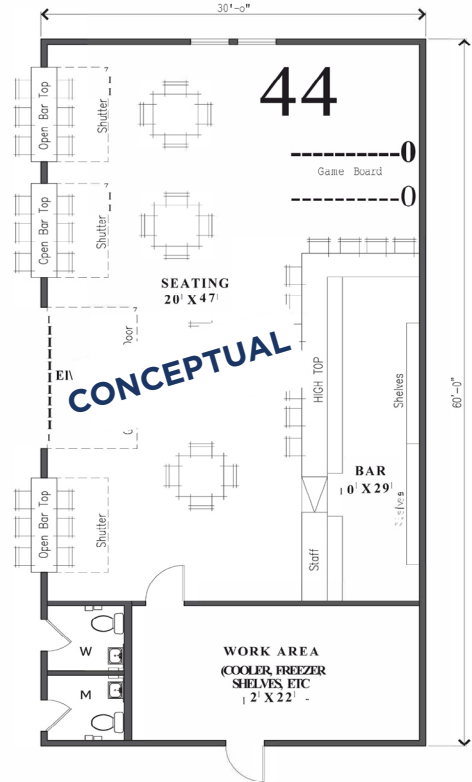 30'-0"
44
Open Bar Top
Shutter
0
Game Board
0
Open Bar Top
Shutter
SEATING
20' X 47'
CONCEPTUAL
HIGH TOP
Shelves
60'-0"
BAR
10' X 29'
Open Bar Top
Shutter
Staff
W
M
WORK AREA
(COOLER, FREEZER
SHELVES, ETC
12' X 22'